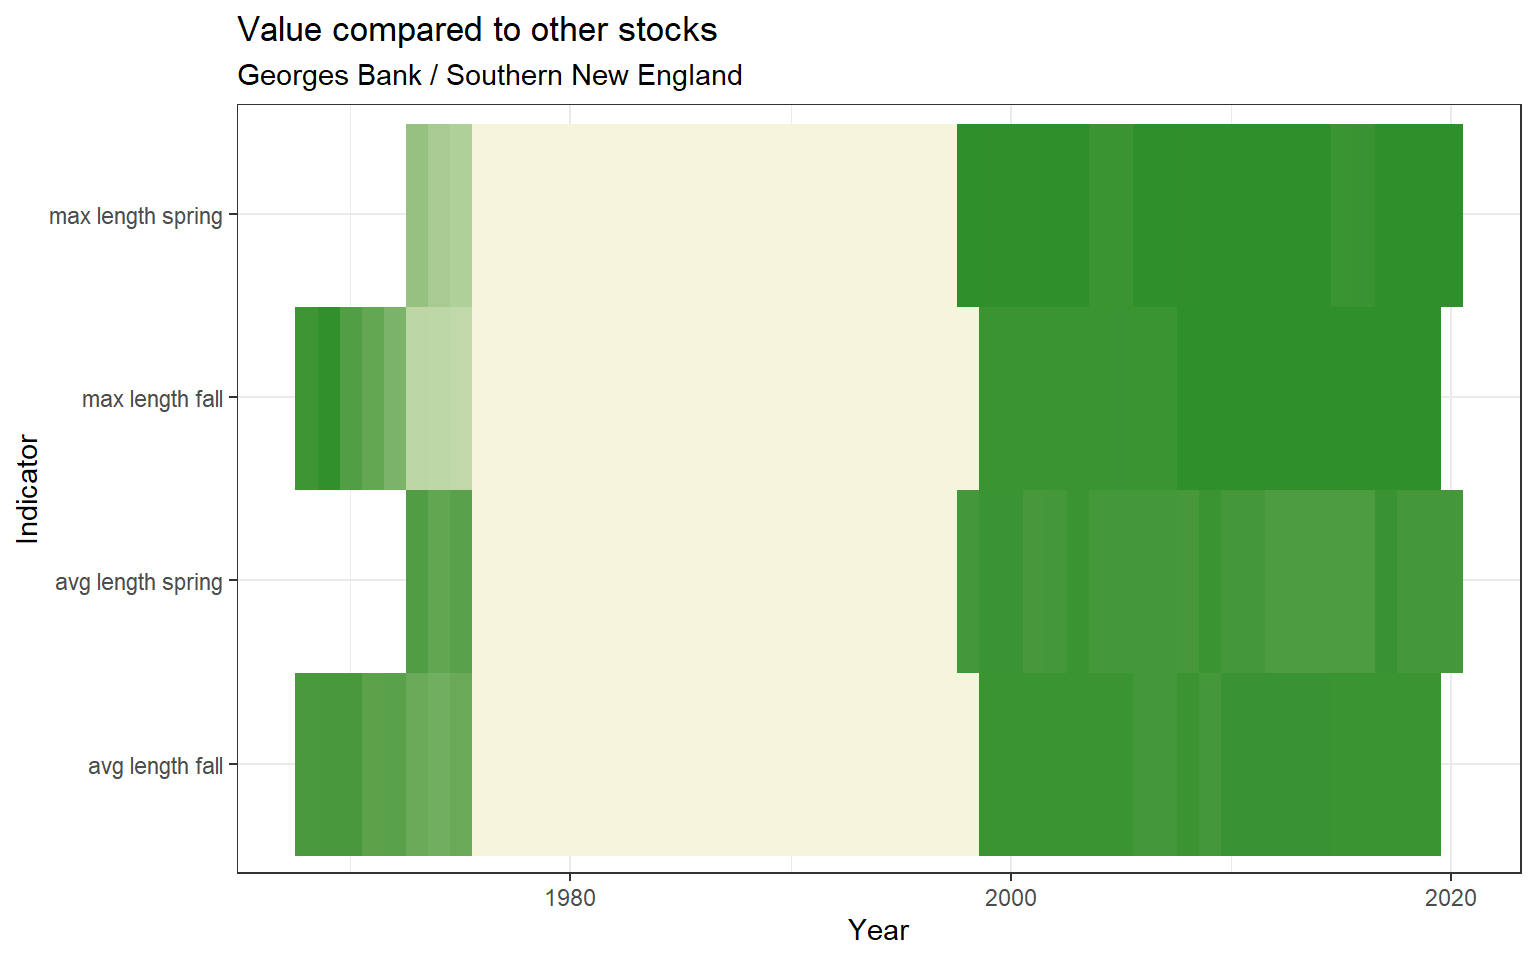 Value compared to other stocks
Georges Bank / Southern New England
Indicator
max length spring
max length fall
avg length spring
avg length fall
1980
2000
2020
Year